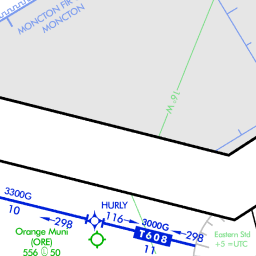 MONCTON FIR
MONCTON
16° W
3300G
10
298
HURLY
116
3000G
T608
298
11
Orange Muni
(ORE)
556 @ 50
Eastern Std
+5 =UTC